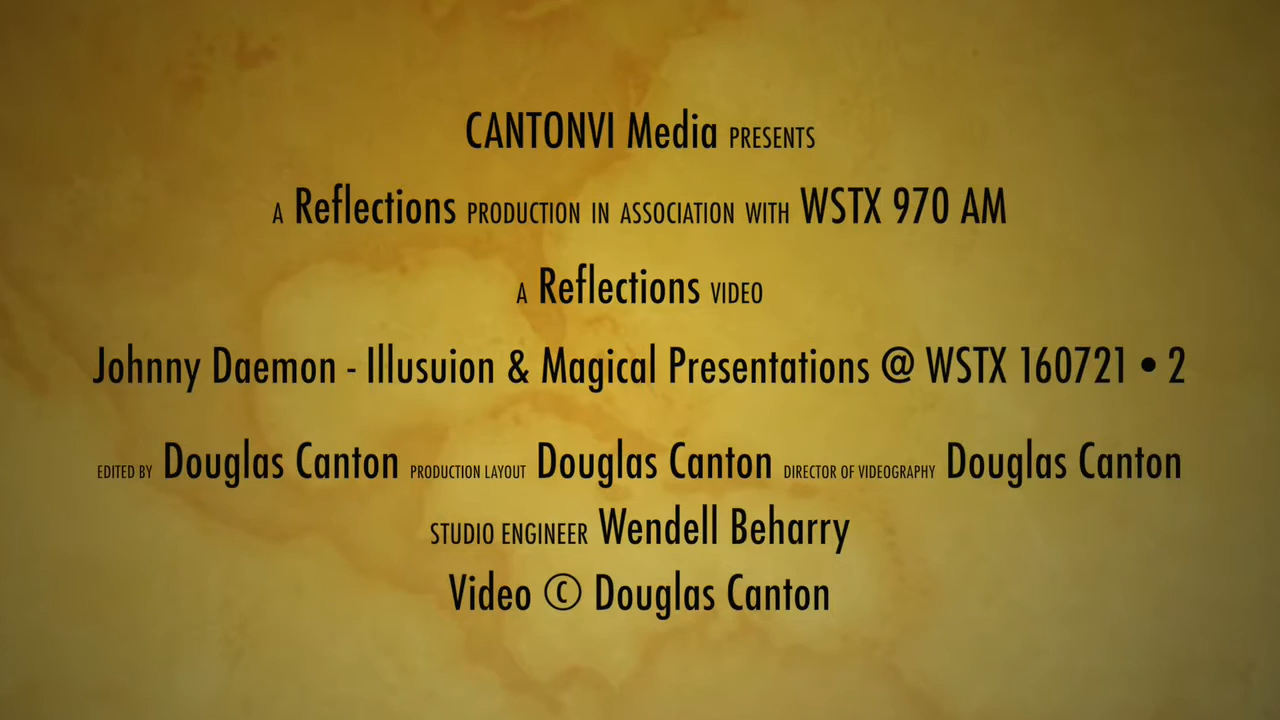 CANTONVI Media PRESENTS
A Reflections PRODUCTION IN ASSOCIATION WITH WSTX 970 AM
A Reflections VIDEO
Johnny Daemon - Illusuion & Magical Presentations @ WSTX 160721 • 2
EDITED BY Douglas Canton PRODUCTION LAYOUT Douglas Canton DIRECTOR OF VIDEOGRAPHY Douglas Canton
STUDIO ENGINEER Wendell Beharry
Video © Douglas Canton